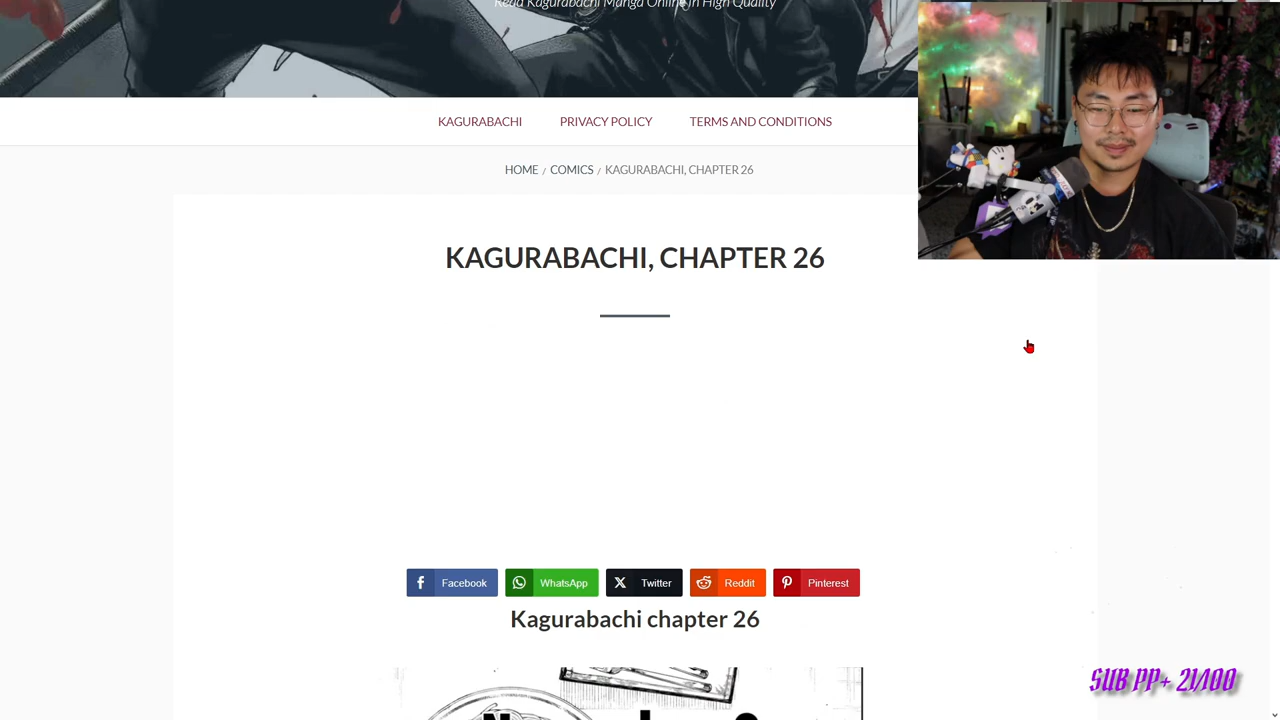 Read Kagurabachi Manga Online in High Quality
KAGURABACHI PRIVACY POLICY TERMS AND CONDITIONS
HOME / COMICS / KAGURABACHI, CHAPTER 26
KAGURABACHI, CHAPTER 26
Facebook WhatsApp Twitter Reddit Pinterest
Kagurabachi chapter 26
SUB PP+ 21/100